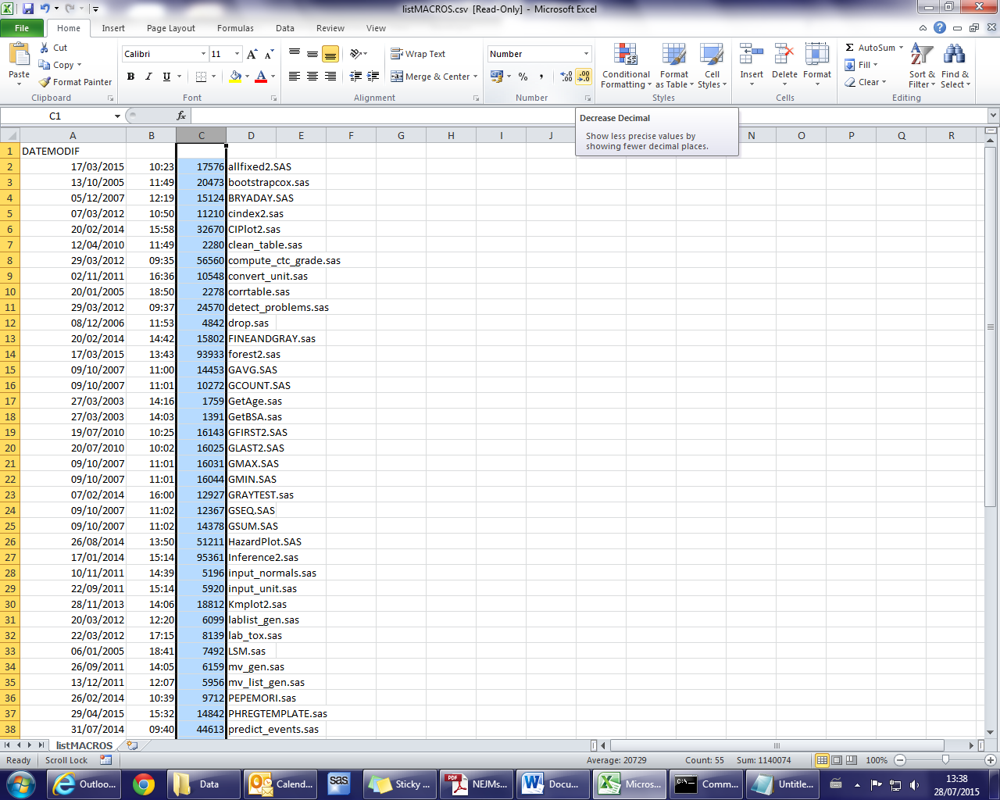 listMACROS.csv [Read-Only] - Microsoft Excel
File Home Insert Page Layout Formulas Data Review View
Paste Cut Copy Format Painter
Calibri 11
B I U A
Wrap Text
Merge & Center
Number
% ,
Conditional Formatting Format as Table Cell Styles
Insert Delete Format
Σ AutoSum Fill Clear
Sort & Filter Find & Select
Clipboard Font Alignment Number Styles Cells Editing
C1 fx
Decrease Decimal
Show less precise values by
showing fewer decimal places.
A B C D E F G H I J N O P Q R
1 DATEMODIF
2 17/03/2015 10:23 17576 allfixed2.SAS
3 13/10/2005 11:49 20473 bootstrapcox.sas
4 05/12/2007 12:19 15124 BRYADAY.SAS
5 07/03/2012 10:50 11210 cindex2.sas
6 20/02/2014 15:58 32670 CIPlot2.sas
7 12/04/2010 11:49 2280 clean_table.sas
8 29/03/2012 09:35 56560 compute_ctc_grade.sas
9 02/11/2011 16:36 10548 convert_unit.sas
10 20/01/2005 18:50 2278 corrtable.sas
11 29/03/2012 09:37 24570 detect_problems.sas
12 08/12/2006 11:53 4842 drop.sas
13 20/02/2014 14:42 15802 FINEANDGRAY.sas
14 17/03/2015 13:43 93933 forest2.sas
15 09/10/2007 11:00 14453 GAVG.SAS
16 09/10/2007 11:01 10272 GCOUNT.SAS
17 27/03/2003 14:16 1759 GetAge.sas
18 27/03/2003 14:03 1391 GetBSA.sas
19 19/07/2010 10:25 16143 GFIRST2.SAS
20 20/07/2010 10:02 16025 GLAST2.SAS
21 09/10/2007 11:01 16031 GMAX.SAS
22 09/10/2007 11:01 16044 GMIN.SAS
23 07/02/2014 16:00 12927 GRAYTEST.sas
24 09/10/2007 11:02 12367 GSEQ.SAS
25 09/10/2007 11:02 14378 GSUM.SAS
26 26/08/2014 13:50 51211 HazardPlot.SAS
27 17/01/2014 15:14 95361 Inference2.sas
28 10/11/2011 14:39 5196 input_normals.sas
29 22/09/2011 15:14 5920 input_unit.sas
30 28/11/2013 14:06 18812 Kmplot2.sas
31 20/03/2012 12:20 6099 lablist_gen.sas
32 22/03/2012 17:15 8139 lab_tox.sas
33 06/01/2005 18:41 7492 LSM.sas
34 26/09/2011 14:05 6159 mv_gen.sas
35 13/12/2011 12:07 5956 mv_list_gen.sas
36 26/02/2014 10:39 9712 PEPEMORI.sas
37 29/04/2015 15:32 14842 PHREGTEMPLATE.sas
38 31/07/2014 09:40 44613 predict_events.sas
listMACROS
Ready Scroll Lock Average: 20729 Count: 55 Sum: 1140074 100%
Outloo... Data Calend... sas Sticky ... NEJMs... Docu... Micros... Comm... Untitle... 13:38
28/07/2015